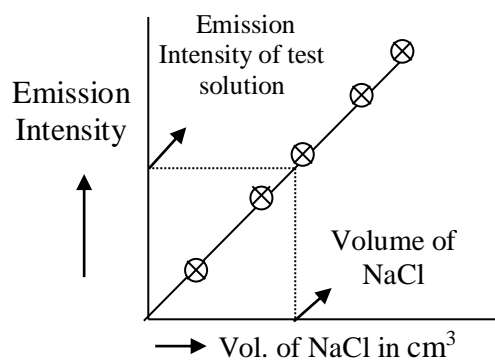 Emission
Intensity of test
solution
Emission
Intensity
Volume of
NaCl
Vol. of NaCl in cm³